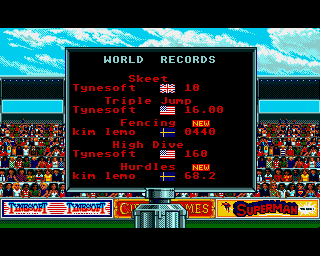 WORLD RECORDS
Skeet
Tynesoft 10
Triple Jump
Tynesoft 16.00
Fencing NEW
kim lemo 0440
High Dive
Tynesoft 160
Hurdles NEW
kim lemo 68.2
TYNESOFT TYNESOFT GAMES SUPERMAN